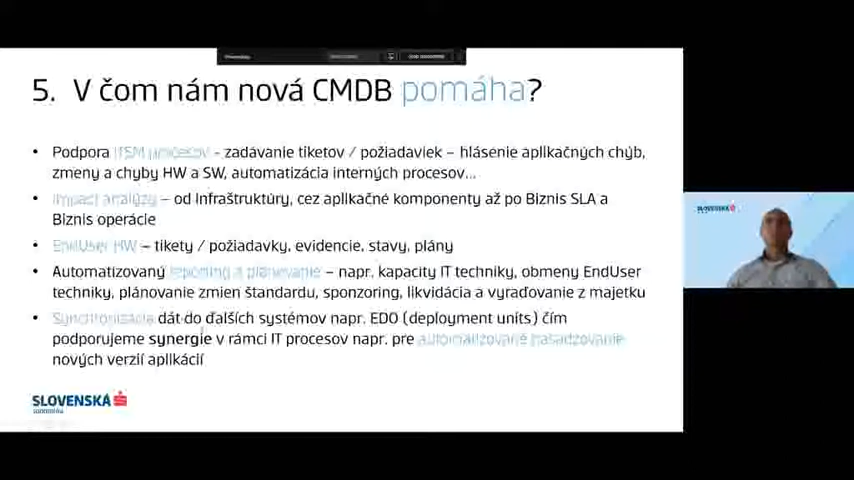 5. V čom nám nová CMDB pomáha?
• Podpora ITSM procesov - zadávanie tiketov / požiadaviek – hlásenie aplikačných chýb,
zmeny a chyby HW a SW, automatizácia interných procesov...
• Impact analýzy – od Infraštruktúry, cez aplikačné komponenty až po Biznis SLA a
Biznis operácie
• EndUser HW – tikety / požiadavky, evidencie, stavy, plány
• Automatizovaný reporting a plánovanie – napr. kapacity IT techniky, obmeny EndUser
techniky, plánovanie zmien štandardu, sponzoring, likvidácia a vyraďovanie z majetku
• Synchronizácia dát do ďalších systémov napr. EDO (deployment units) čím
podporujeme synergie v rámci IT procesov napr. pre automatizované nasadzovanie
nových verzií aplikácií
SLOVENSKÁ
sporiteľňa
SLOVENSKÁ